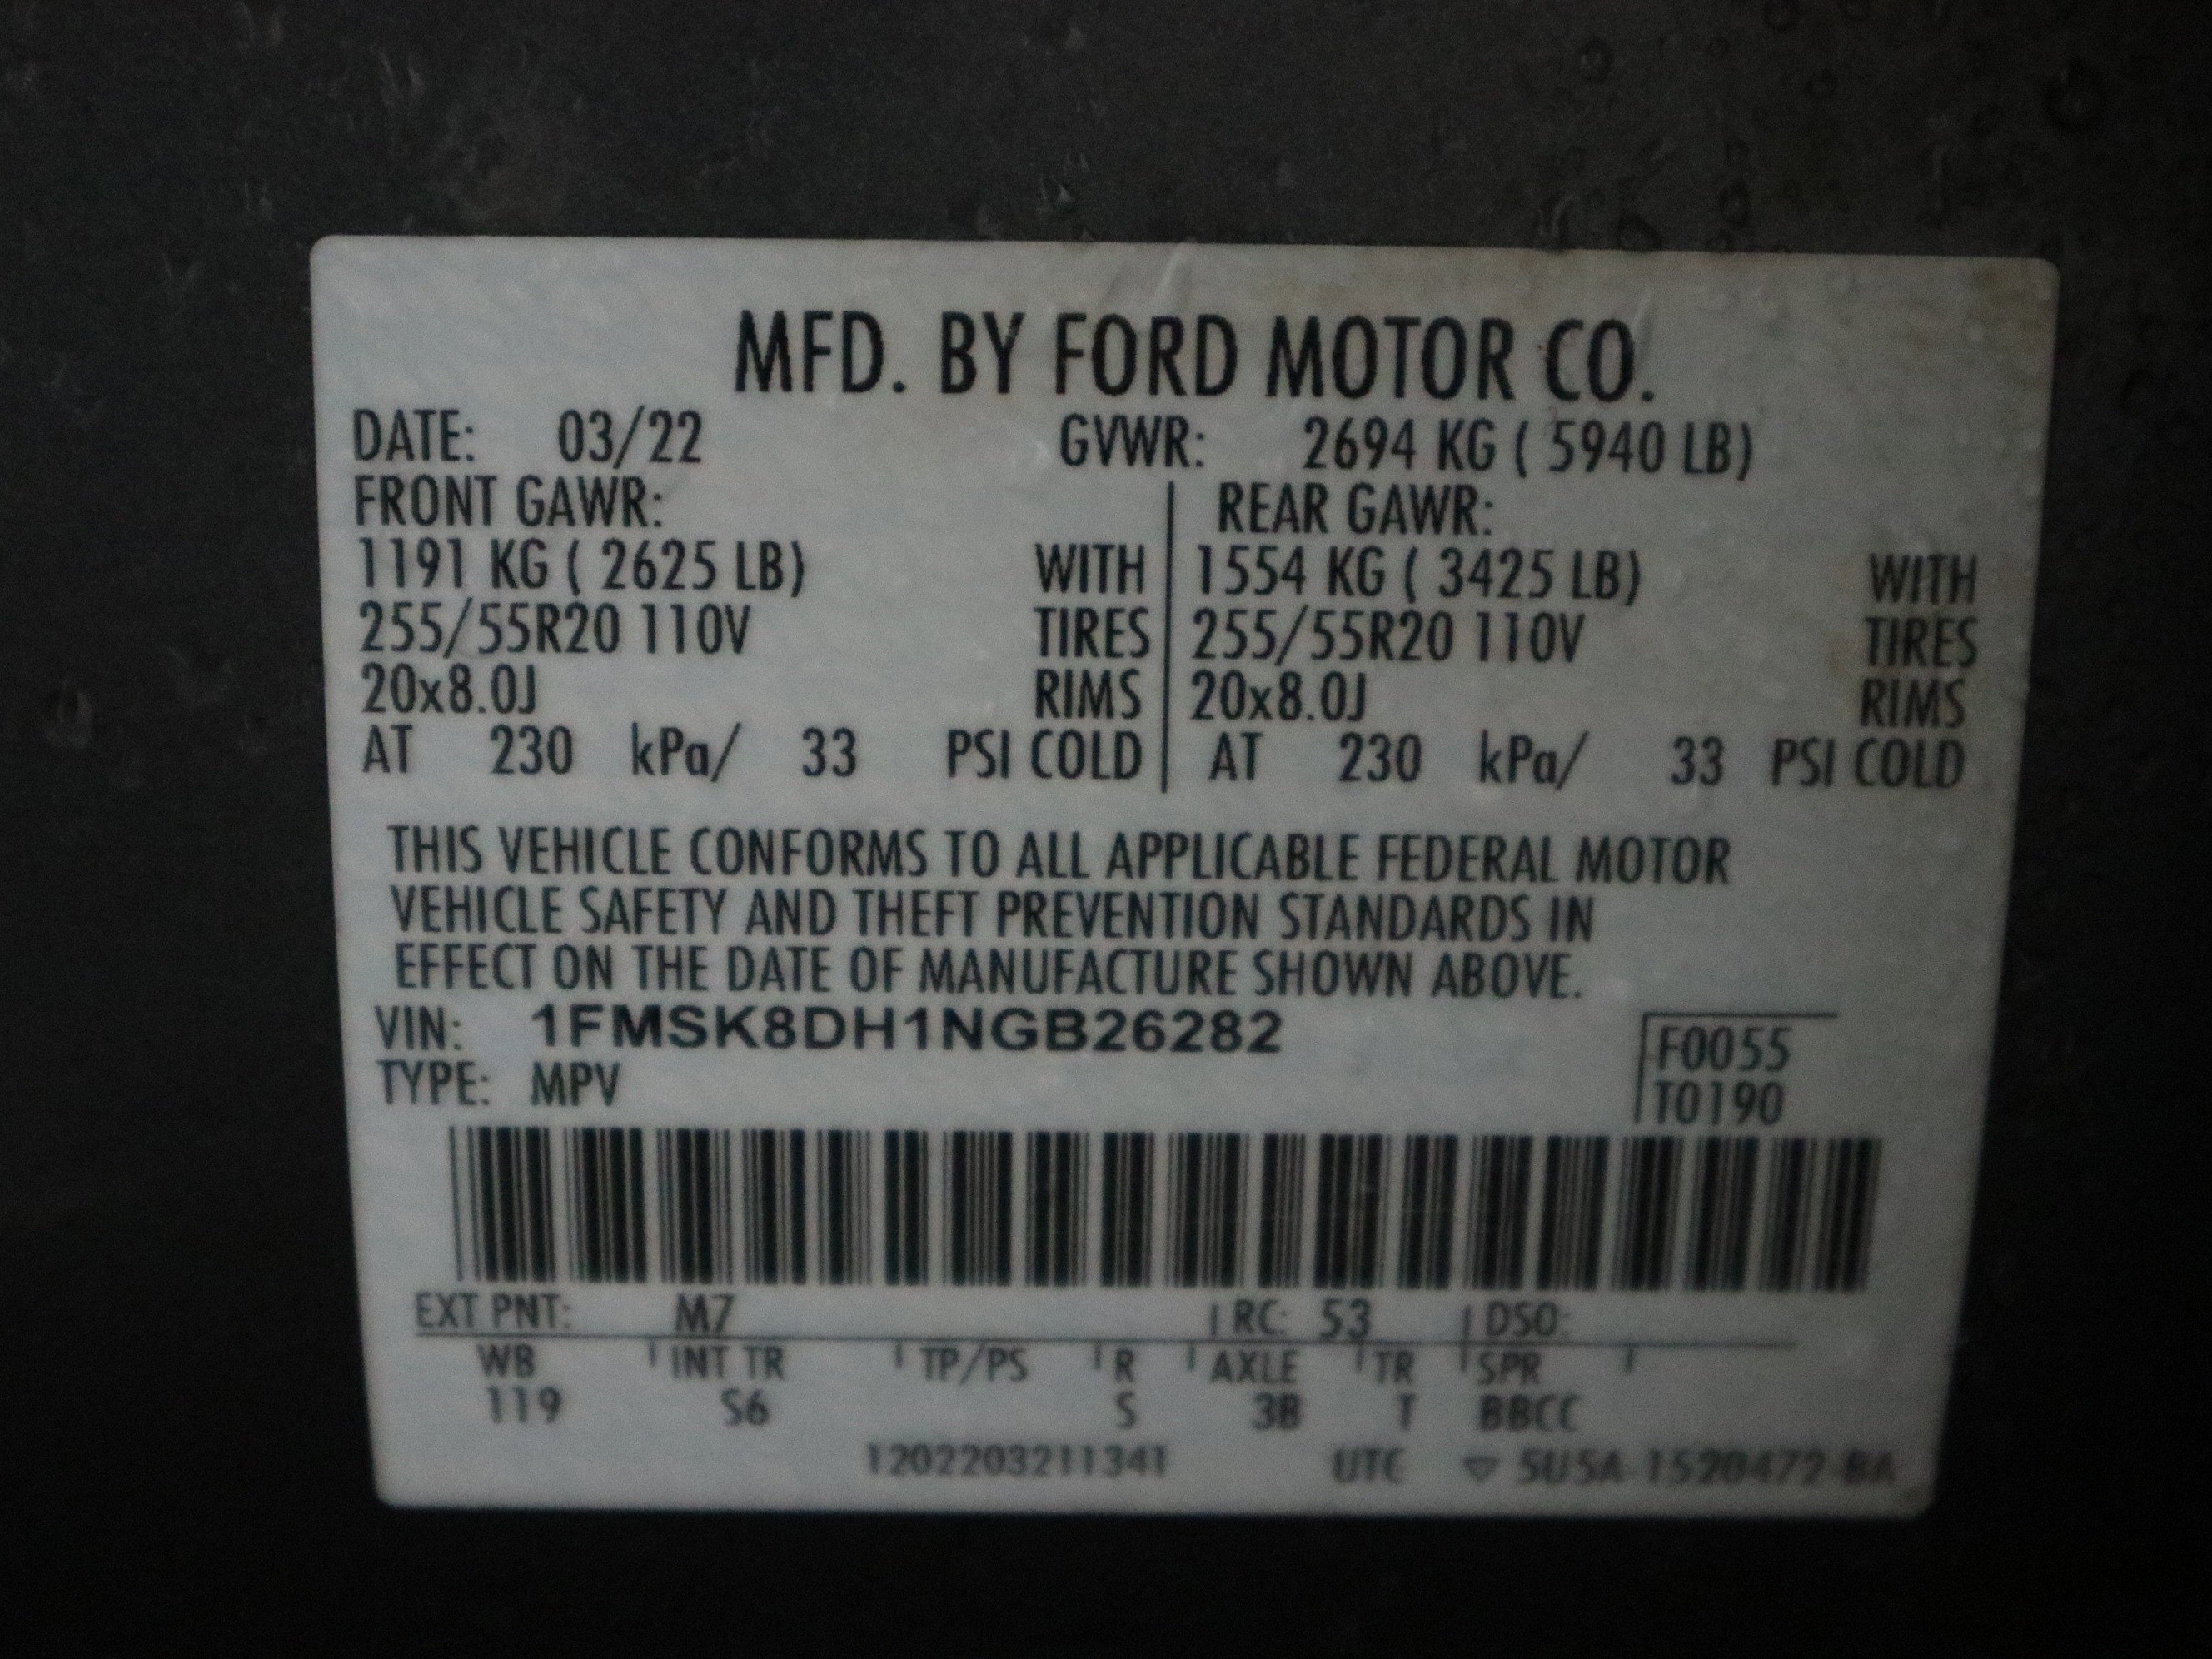 MFD. BY FORD MOTOR CO.
DATE: 03/22 GVWR: 2694 KG ( 5940 LB)
FRONT GAWR: REAR GAWR:
1191 KG ( 2625 LB) WITH 1554 KG ( 3425 LB) WITH
255/55R20 110V TIRES 255/55R20 110V TIRES
20x8.0J RIMS 20x8.0J RIMS
AT 230 kPa/ 33 PSI COLD AT 230 kPa/ 33 PSI COLD
THIS VEHICLE CONFORMS TO ALL APPLICABLE FEDERAL MOTOR
VEHICLE SAFETY AND THEFT PREVENTION STANDARDS IN
EFFECT ON THE DATE OF MANUFACTURE SHOWN ABOVE.
VIN: 1FMSK8DH1NGB26282
F0055
TYPE: MPV
T0190
EXT PNT: M7 RC: 53 DSO:
WB INT TR TP/PS R AXLE TR SPR
119 S6 S 3B T BBCC
1202203211341 UTC ▽ 5U5A-1520472-BA